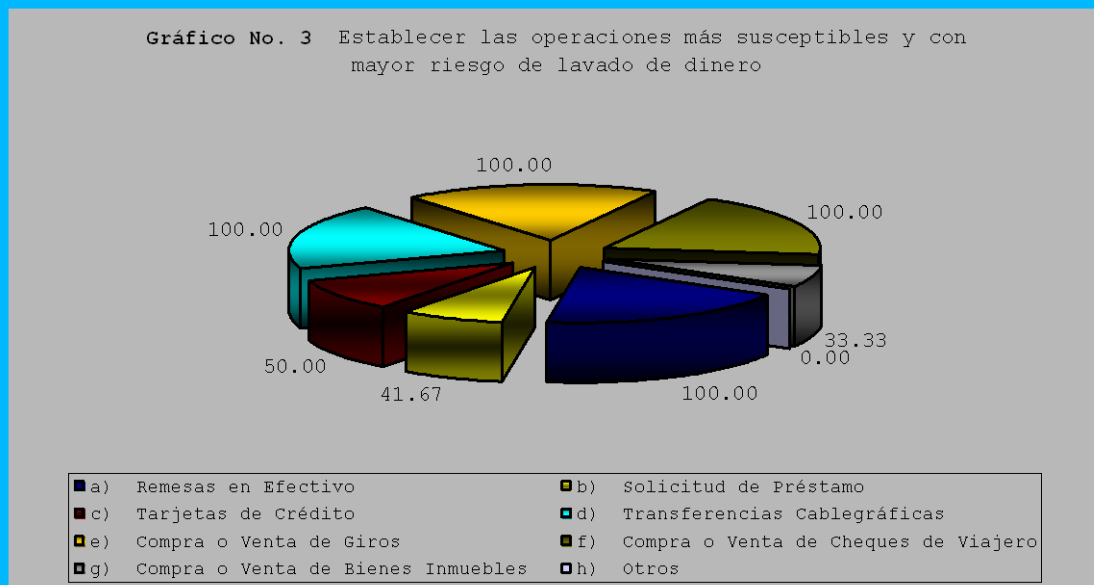 Gráfico No. 3 Establecer las operaciones más susceptibles y con
mayor riesgo de lavado de dinero
100.00
100.00
100.00
50.00
41.67
100.00
33.33
0.00
a) Remesas en Efectivo
b) Solicitud de Préstamo
c) Tarjetas de Crédito
d) Transferencias Cablegráficas
e) Compra o Venta de Giros
f) Compra o Venta de Cheques de Viajero
g) Compra o Venta de Bienes Inmuebles
h) Otros